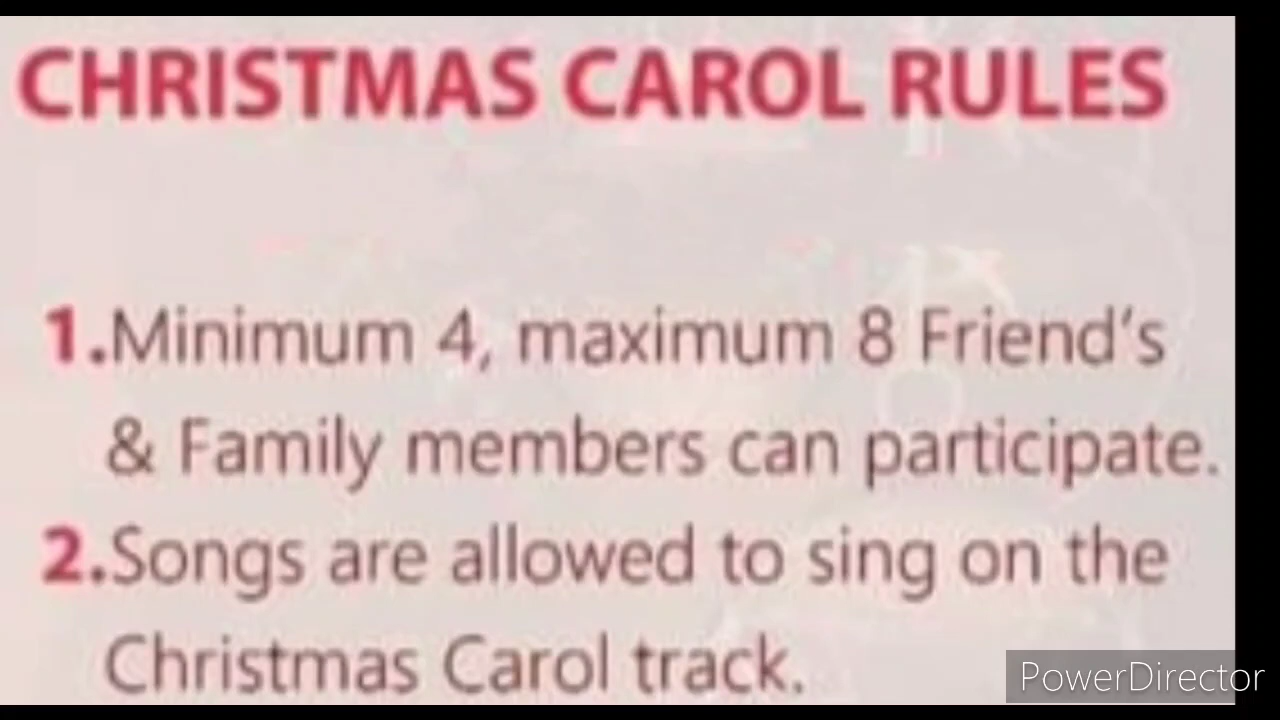 CHRISTMAS CAROL RULES
1.Minimum 4, maximum 8 Friend's
& Family members can participate.
2.Songs are allowed to sing on the
Christmas Carol track.
PowerDirector